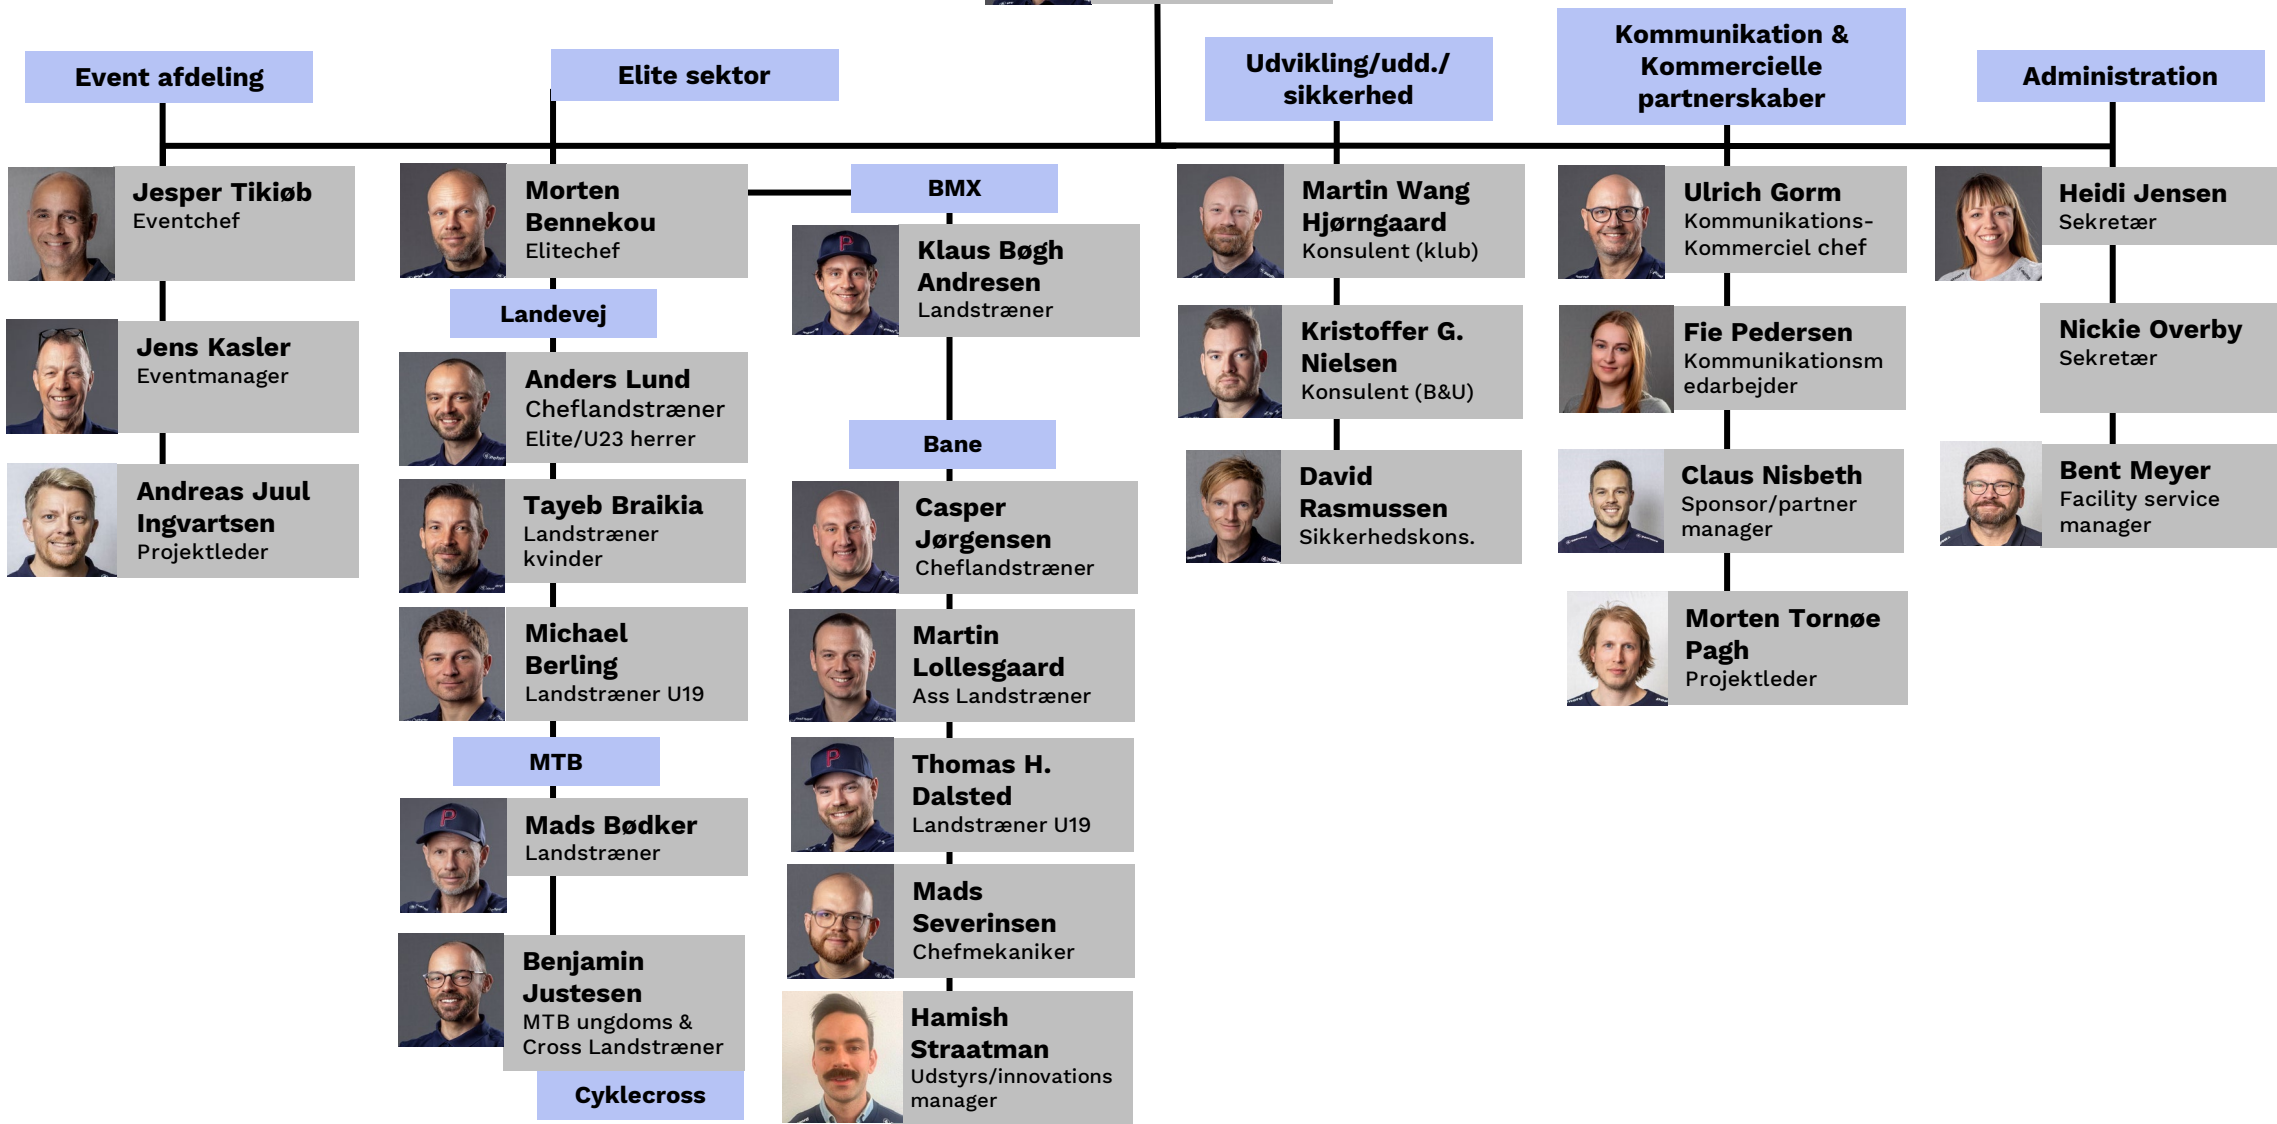 Event afdeling
Jesper Tikiøb
Eventchef
Jens Kasler
Eventmanager
Andreas Juul
Ingvartsen
Projektleder
Elite sektor
Morten
Bennekou
Elitechef
Landevej
Anders Lund
Cheflandstræner
Elite/U23 herrer
Tayeb Braikia
Landstræner
kvinder
Michael
Berling
Landstræner U19
MTB
Mads Bødker
Landstræner
Benjamin
Justesen
MTB ungdoms &
Cross Landstræner
Cyklecross
BMX
Klaus Bøgh
Andresen
Landstræner
Bane
Casper
Jørgensen
Cheflandstræner
Martin
Lollesgaard
Ass Landstræner
Thomas H.
Dalsted
Landstræner U19
Mads
Severinsen
Chefmekaniker
Hamish
Straatman
Udstyrs/innovations
manager
Udvikling/udd./
sikkerhed
Martin Wang
Hjørngaard
Konsulent (klub)
Kristoffer G.
Nielsen
Konsulent (B&U)
David
Rasmussen
Sikkerhedskons.
Kommunikation &
Kommercielle
partnerskaber
Ulrich Gorm
Kommunikations-
Kommerciel chef
Fie Pedersen
Kommunikationsm
edarbejder
Claus Nisbeth
Sponsor/partner
manager
Morten Tornøe
Pagh
Projektleder
Administration
Heidi Jensen
Sekretær
Nickie Overby
Sekretær
Bent Meyer
Facility service
manager